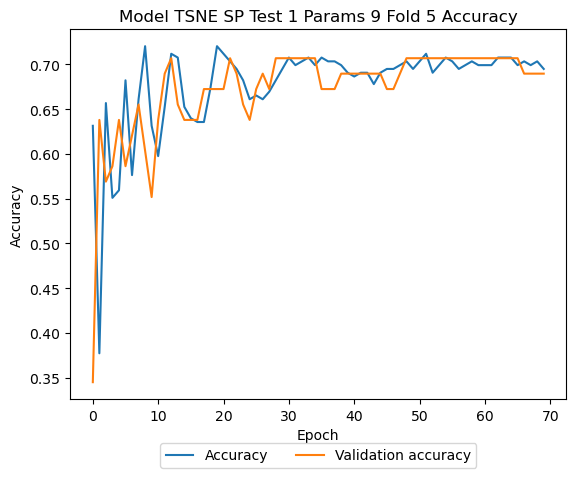 Model TSNE SP Test 1 Params 9 Fold 5 Accuracy
Accuracy
0.70
0.65
0.60
0.55
0.50
0.45
0.40
0.35
0 10 20 30 40 50 60 70
Epoch
Accuracy Validation accuracy